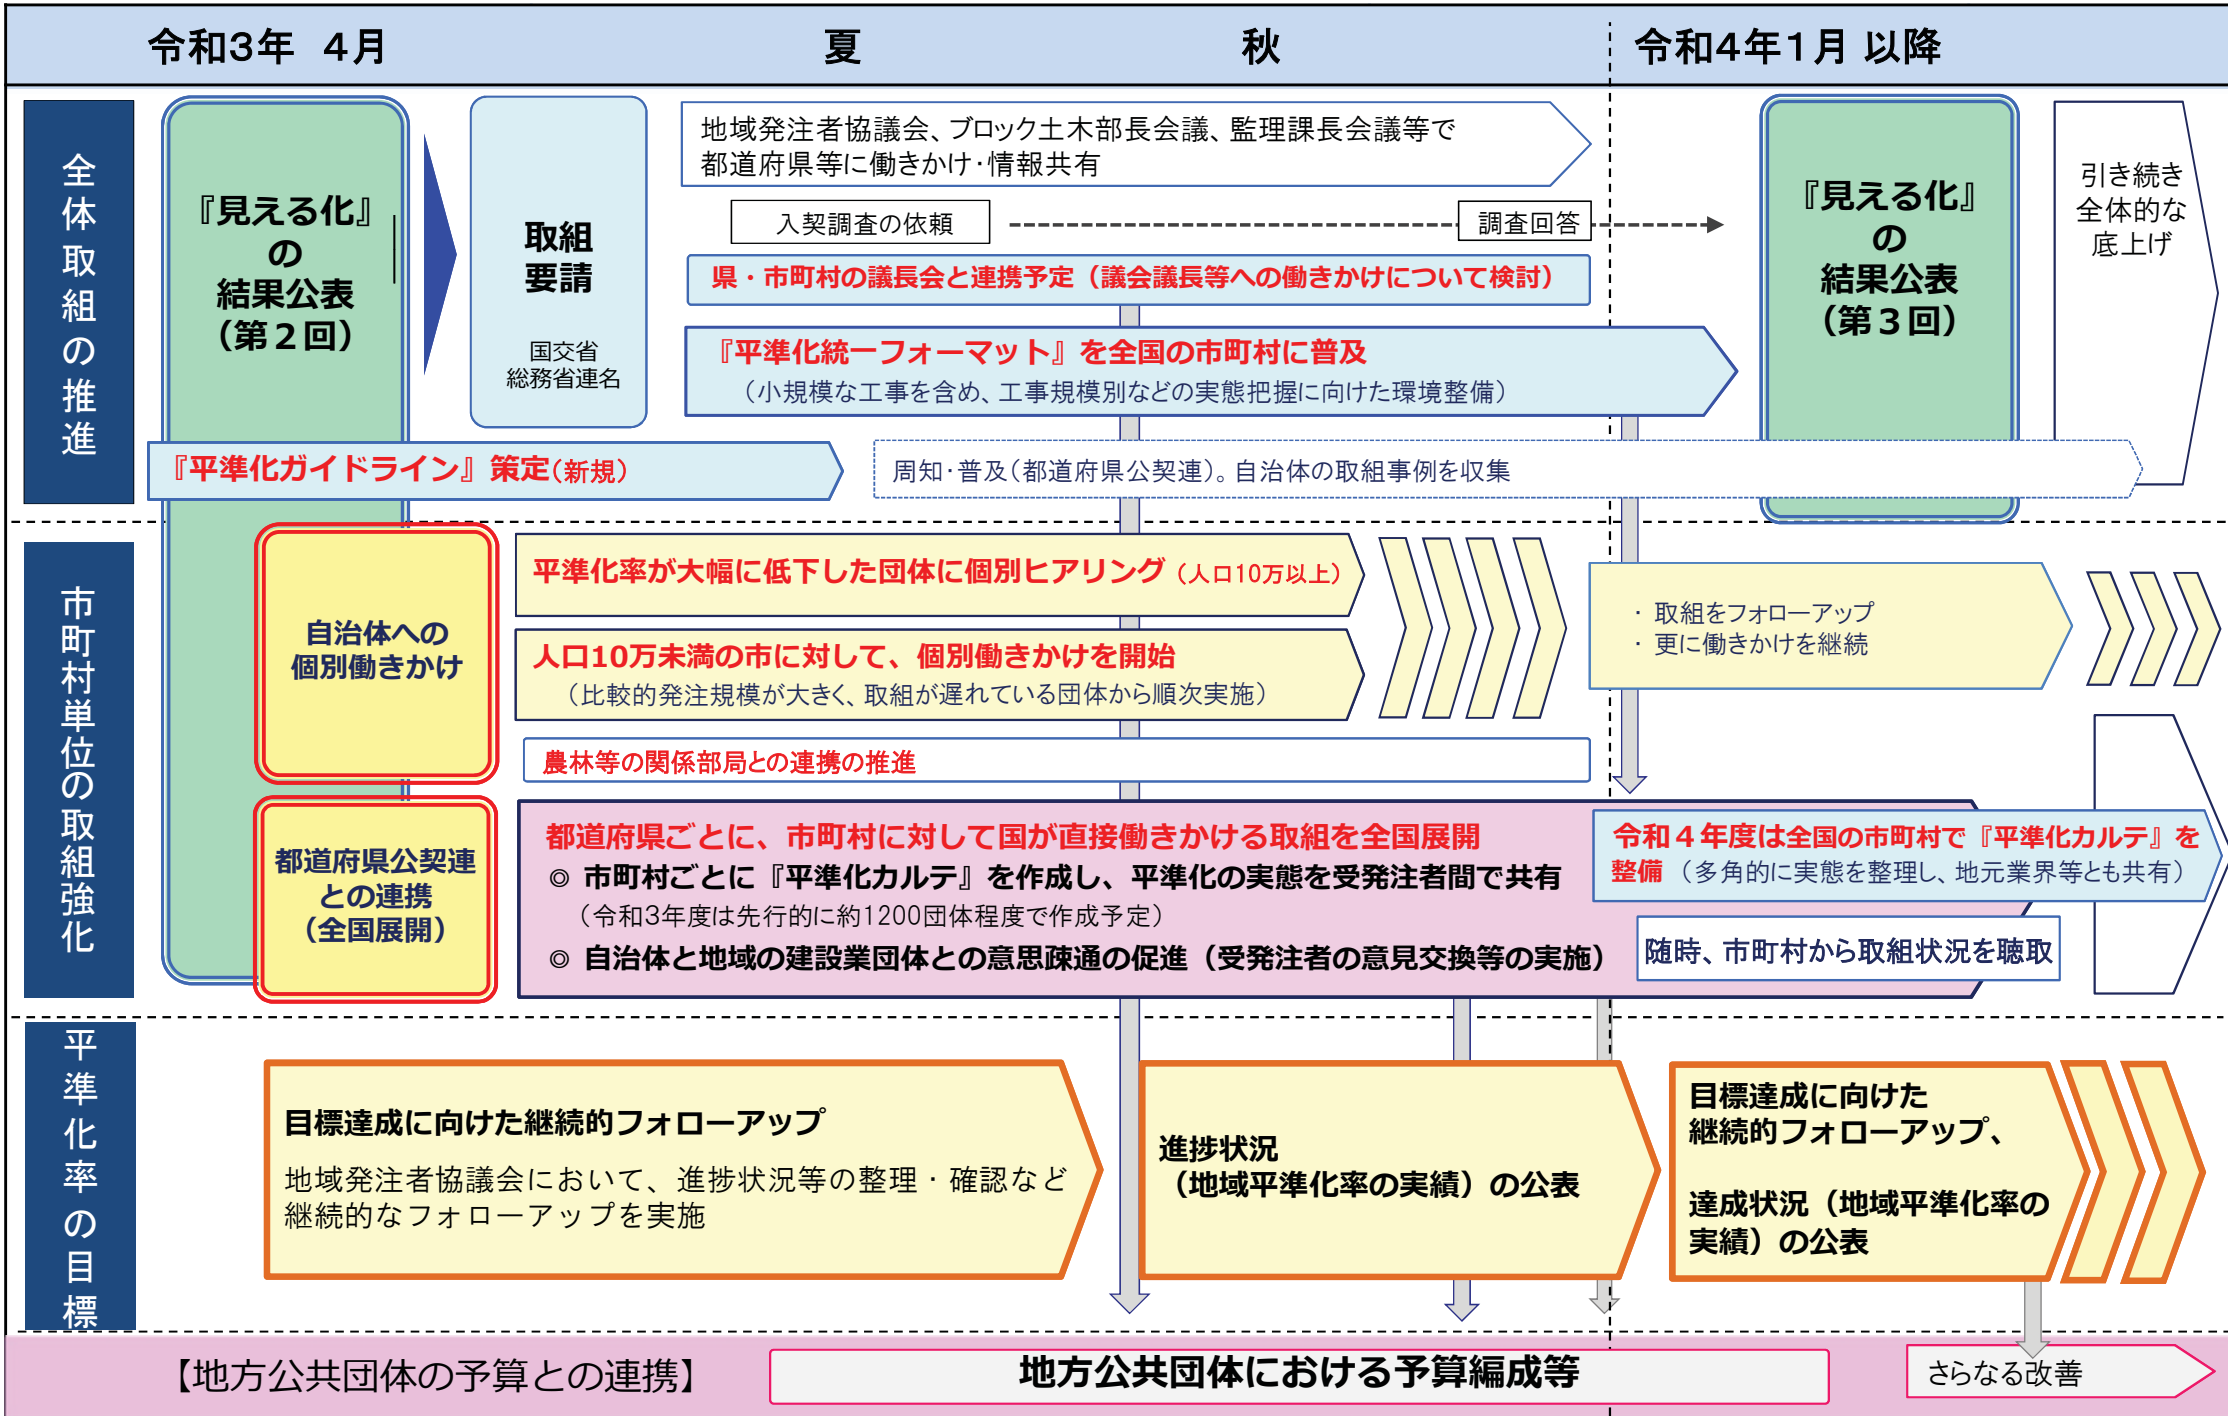 令和3年 4月
夏
秋
令和4年1月 以降
全体取組の推進
『見える化』
の
結果公表
（第２回）
取組
要請
国交省
総務省連名
地域発注者協議会、ブロック土木部長会議、監理課長会議等で
都道府県等に働きかけ・情報共有
入契調査の依頼
調査回答
県・市町村の議長会と連携予定（議会議長等への働きかけについて検討）
『平準化統一フォーマット』を全国の市町村に普及
（小規模な工事を含め、工事規模別などの実態把握に向けた環境整備）
『見える化』
の
結果公表
（第３回）
引き続き
全体的な
底上げ
『平準化ガイドライン』策定(新規)
周知・普及（都道府県公契連）。自治体の取組事例を収集
市町村単位の取組強化
自治体への
個別働きかけ
平準化率が大幅に低下した団体に個別ヒアリング（人口10万以上）
人口10万未満の市に対して、個別働きかけを開始
（比較的発注規模が大きく、取組が遅れている団体から順次実施）
・ 取組をフォローアップ
・ 更に働きかけを継続
農林等の関係部局との連携の推進
都道府県公契連
との連携
（全国展開）
都道府県ごとに、市町村に対して国が直接働きかける取組を全国展開
◎ 市町村ごとに『平準化カルテ』を作成し、平準化の実態を受発注者間で共有
（令和3年度は先行的に約1200団体程度で作成予定）
◎ 自治体と地域の建設業団体との意思疎通の促進（受発注者の意見交換等の実施）
令和４年度は全国の市町村で『平準化カルテ』を
整備（多角的に実態を整理し、地元業界等とも共有）
随時、市町村から取組状況を聴取
平準化率の目標
目標達成に向けた継続的フォローアップ
地域発注者協議会において、進捗状況等の整理・確認など
継続的なフォローアップを実施
進捗状況
（地域平準化率の実績）の公表
目標達成に向けた
継続的フォローアップ、
達成状況（地域平準化率の
実績）の公表
【地方公共団体の予算との連携】
地方公共団体における予算編成等
さらなる改善